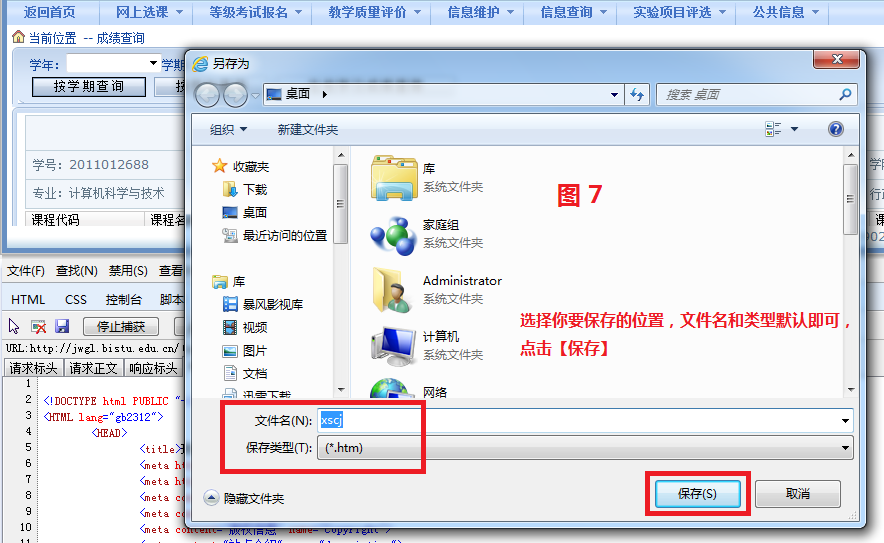 返回首页 网上选课 等级考试报名 教学质量评价 信息维护 信息查询 实验项目评选 公共信息
当前位置 -- 成绩查询
学年: 学期
按学期查询
学号: 2011012688
专业: 计算机科学与技术
课程代码 课程名
另存为
桌面
搜索 桌面
组织 新建文件夹
收藏夹
下载
桌面
最近访问的位置
库
暴风影视库
视频
图片
文档
迅雷下载
库
系统文件夹
家庭组
系统文件夹
Administrator
系统文件夹
计算机
系统文件夹
网络
图 7
选择你要保存的位置，文件名和类型默认即可，
点击【保存】
文件名(N): xscj
保存类型(T): (*.htm)
隐藏文件夹
保存(S) 取消
文件(F) 查找(N) 禁用(S) 查看
HTML CSS 控制台 脚本
停止捕获
URL:http://jwgl.bistu.edu.cn/
请求标头 请求正文 响应标头
1
2 <!DOCTYPE html PUBLIC "-
3 <HTML lang="gb2312">
4 <HEAD>
5 <title>
6 <meta ht
7 <meta ht
8 <meta co
9 <meta co
10 <meta content="版权信息" name="Copyright">
11